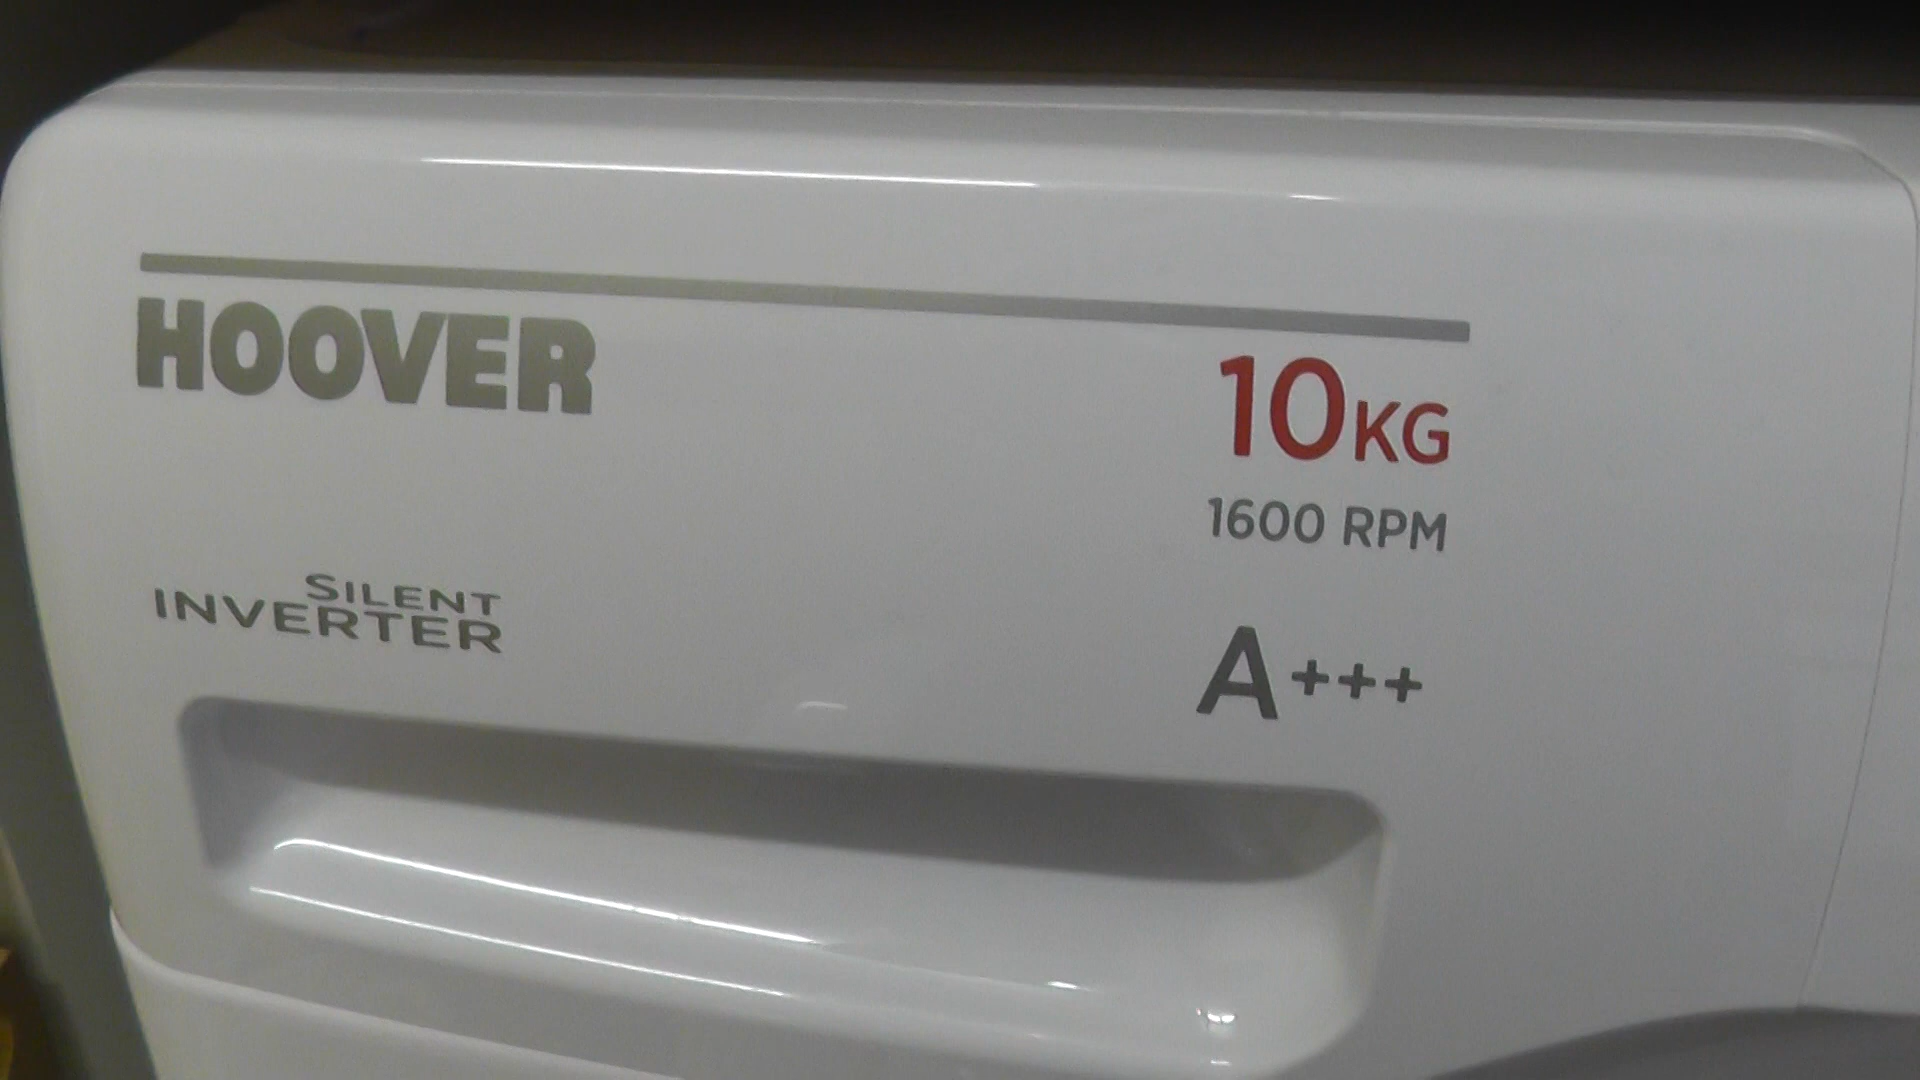 HOOVER
10KG
1600 RPM
SILENT
INVERTER
A+++